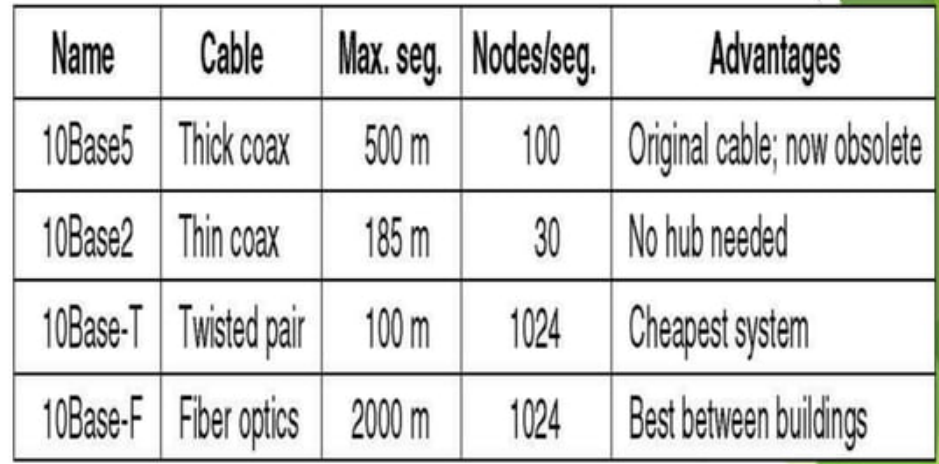 Name Cable Max. seg. Nodes/seg. Advantages
10Base5 Thick coax 500 m 100 Original cable; now obsolete
10Base2 Thin coax 185 m 30 No hub needed
10Base-T Twisted pair 100 m 1024 Cheapest system
10Base-F Fiber optics 2000 m 1024 Best between buildings